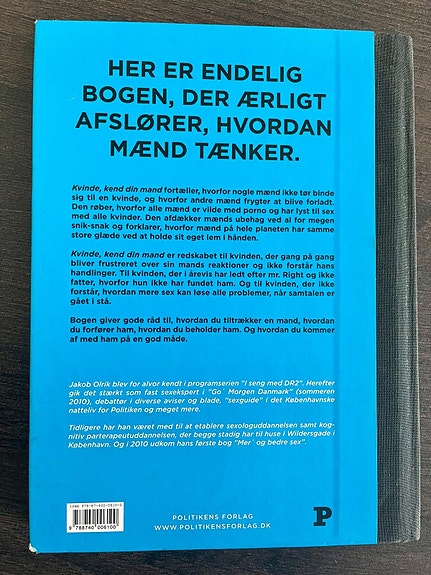 HER ER ENDELIG
BOGEN, DER ÆRLIGT
AFSLØRER, HVORDAN
MÆND TÆNKER.
Kvinde, kend din mand fortæller, hvorfor nogle mænd ikke tør binde
sig til en kvinde, og hvorfor andre mænd frygter at blive forladt.
Den røber, hvorfor alle mænd er vilde med porno og har lyst til sex
med alle kvinder. Den afdækker mænds ubehag ved al for megen
snik-snak og forklarer, hvorfor mænd på hele planeten har samme
store glæde ved at holde sit eget lem i hånden.
Kvinde, kend din mand er redskabet til kvinden, der gang på gang
bliver frustreret over sin mands reaktioner og ikke forstår hans
handlinger. Til kvinden, der i årevis har ledt efter mr. Right og ikke
fatter, hvorfor hun ikke har fundet ham. Og til kvinden, der ikke
forstår, hvordan mere sex kan løse alle problemer, når samtalen er
gået i stå.
Bogen giver gode råd til, hvordan du tiltrækker en mand, hvordan
du forfører ham, hvordan du beholder ham. Og hvordan du kommer
af med ham på en god måde.
Jakob Olrik blev for alvor kendt i programserien "I seng med DR2". Herefter
gik det stærkt som fast sexekspert i "Go´ Morgen Danmark" (sommeren
2010), debattør i diverse aviser og blade, "sexguide" i det Københavnske
natteliv for Politiken og meget mere.
Tidligere har han været med til at etablere sexologuddannelsen samt kog-
nitiv parterapeutuddannelsen, der begge stadig har til huse i Wildersgade i
København. Og i 2010 udkom hans første bog "Mer´ og bedre sex".
9 788740 006100
POLITIKENS FORLAG
WWW.POLITIKENSFORLAG.DK
P